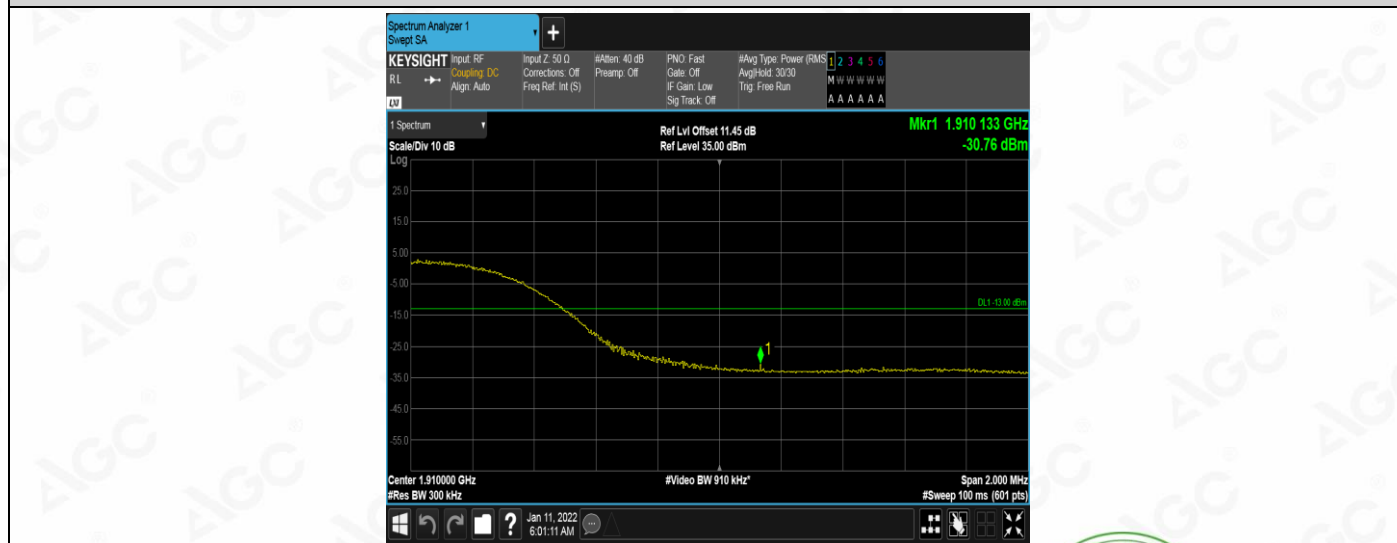 Spectrum Analyzer 1
Swept SA
+
KEYSIGHT Input: RF Input Z: 50 Ω #Atten: 40 dB PNO: Fast #Avg Type: Power (RMS 1 2 3 4 5 6
RL Coupling: DC Corrections: Off Preamp: Off Gate: Off Avg|Hold: 30/30 M W W W W W
Align: Auto Freq Ref: Int (S) IF Gain: Low Trig: Free Run
LXI Sig Track: Off A A A A A A
1 Spectrum Ref Lvl Offset 11.45 dB Mkr1 1.910 133 GHz
Scale/Div 10 dB Ref Level 35.00 dBm -30.76 dBm
Log
25.0
15.0
5.00
-5.00
DL1 -13.00 dBm
-15.0
-25.0
1
-35.0
-45.0
-55.0
Center 1.910000 GHz #Video BW 910 kHz* Span 2.000 MHz
#Res BW 300 kHz #Sweep 100 ms (601 pts)
? Jan 11, 2022
6:01:11 AM
AGC